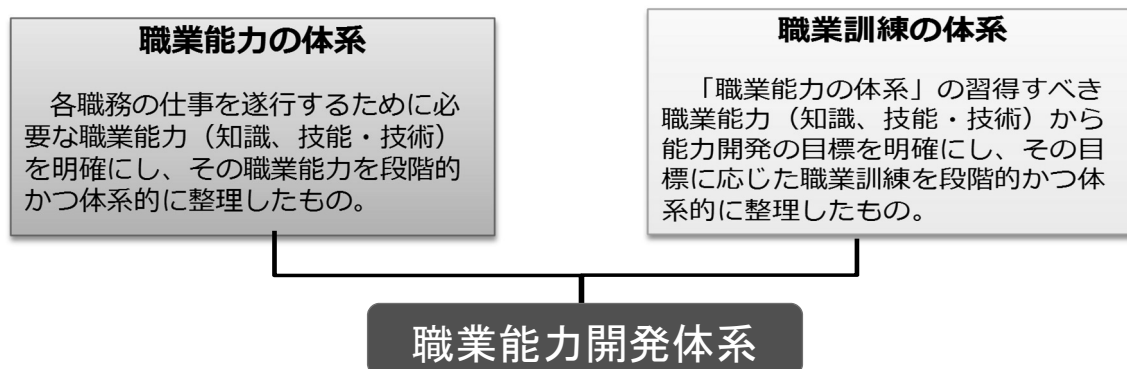 職業能力の体系
各職務の仕事を遂行するために必
要な職業能力（知識、技能・技術）
を明確にし、その職業能力を段階的
かつ体系的に整理したもの。
職業訓練の体系
「職業能力の体系」の習得すべき
職業能力（知識、技能・技術）から
能力開発の目標を明確にし、その目
標に応じた職業訓練を段階的かつ体
系的に整理したもの。
職業能力開発体系